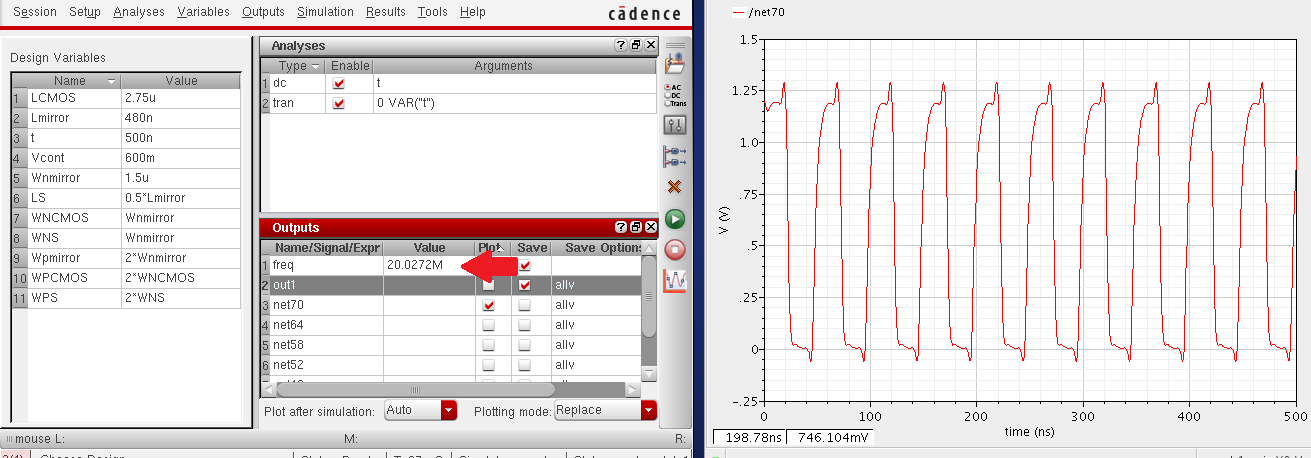 Session Setup Analyses Variables Outputs Simulation Results Tools Help
cādence
Design Variables
Name Value
1 LCMOS 2.75u
2 Lmirror 480n
3 t 500n
4 Vcont 600m
5 Wnmirror 1.5u
6 LS 0.5*Lmirror
7 WNCMOS Wnmirror
8 WNS Wnmirror
9 Wpmirror 2*Wnmirror
10 WPCMOS 2*WNCMOS
11 WPS 2*WNS
Analyses
Type Enable Arguments
1 dc t
2 tran 0 VAR("t")
AC
DC
Trans
Outputs
Name/Signal/Expr Value Plot Save Save Options
1 freq 20.0272M
2 out1 allv
3 net70 allv
4 net64 allv
5 net58 allv
6 net52 allv
Plot after simulation: Auto Plotting mode: Replace
mouse L: M: R:
/net70
V (V)
1.5
1.25
1.0
.75
.5
.25
0
-.25
0 100 200 300 400 500
time (ns)
198.78ns 746.104mV